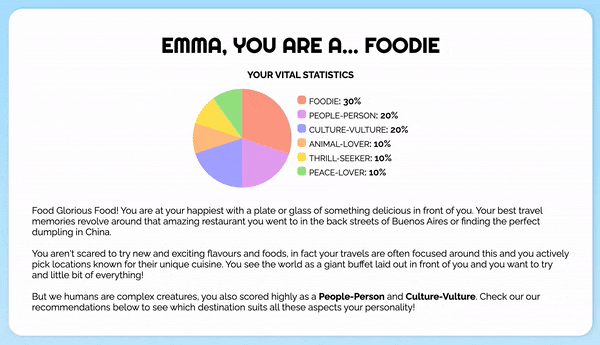 EMMA, YOU ARE A... FOODIE
YOUR VITAL STATISTICS
FOODIE: 30%
PEOPLE-PERSON: 20%
CULTURE-VULTURE: 20%
ANIMAL-LOVER: 10%
THRILL-SEEKER: 10%
PEACE-LOVER: 10%
Food Glorious Food! You are at your happiest with a plate or glass of something delicious in front of you. Your best travel
memories revolve around that amazing restaurant you went to in the back streets of Buenos Aires or finding the perfect
dumpling in China.
You aren't scared to try new and exciting flavours and foods, in fact your travels are often focused around this and you actively
pick locations known for their unique cuisine. You see the world as a giant buffet laid out in front of you and you want to try
and little bit of everything!
But we humans are complex creatures, you also scored highly as a People-Person and Culture-Vulture. Check our our
recommendations below to see which destination suits all these aspects your personality!